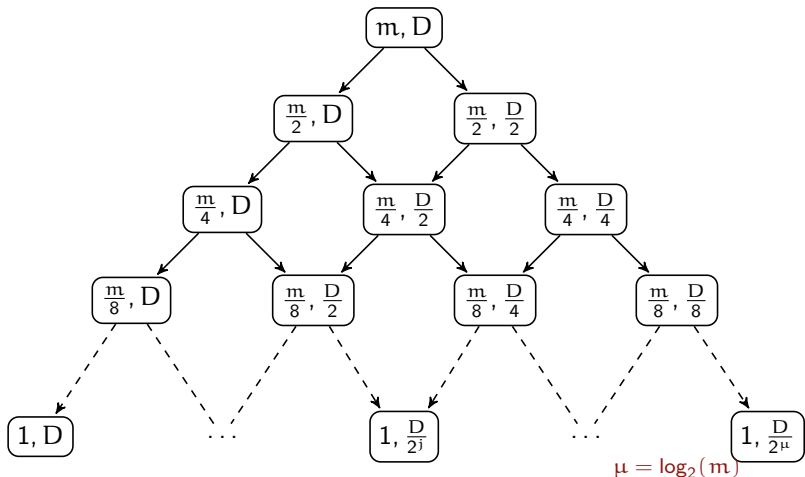 m, D
m/2, D m/2, D/2
m/4, D m/4, D/2 m/4, D/4
m/8, D m/8, D/2 m/8, D/4 m/8, D/8
1, D ... 1, D/2^j ... 1, D/2^μ
μ = log₂(m)